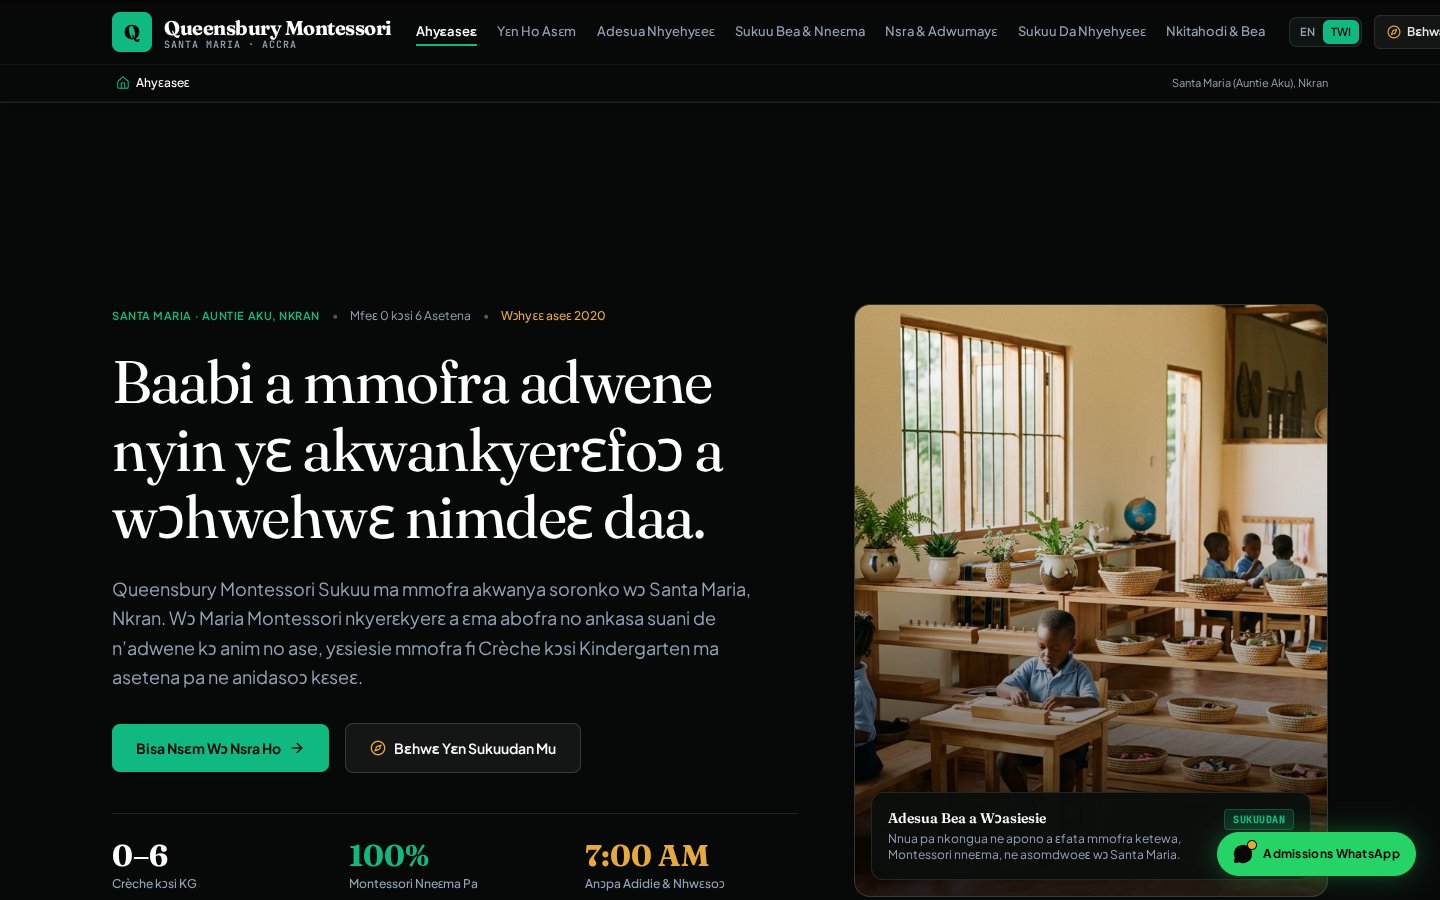 Q
Queensbury Montessori
SANTA MARIA · ACCRA
Ahyɛaseɛ
Yɛn Ho Asɛm
Adesua Nhyehyɛeɛ
Sukuu Bea & Nneɛma
Nsra & Adwumayɛ
Sukuu Da Nhyehyɛeɛ
Nkitahodi & Bea
EN
TWI
Ahyɛaseɛ
Santa Maria (Auntie Aku), Nkran
SANTA MARIA · AUNTIE AKU, NKRAN • Mfeɛ 0 kɔsi 6 Asetena • Wɔhyɛɛ aseɛ 2020
Baabi a mmofra adwene
nyin yɛ akwankyerɛfoɔ a
wɔhwehwɛ nimdeɛ daa.
Queensbury Montessori Sukuu ma mmofra akwanya soronko wɔ Santa Maria,
Nkran. Wɔ Maria Montessori nkyerɛkyerɛ a ɛma abofra no ankasa suani de
n’adwene kɔ anim no ase, yɛsiesie mmofra fi Crèche kɔsi Kindergarten ma
asetena pa ne anidasoɔ kɛseɛ.
Bisa Nsɛm Wɔ Nsra Ho →
Bɛhwɛ Yɛn Sukuudan Mu
0–6
Crèche kɔsi KG
100%
Montessori Nneɛma Pa
7:00 AM
Anɔpa Adidie & Nhwɛsoɔ
Adesua Bea a Wɔasiesie
SUKUUDAN
Nnua pa nkongua ne apono a ɛfata mmofra ketewa,
Montessori nneɛma, ne asomdwoeɛ wɔ Santa Maria.
Admissions WhatsApp